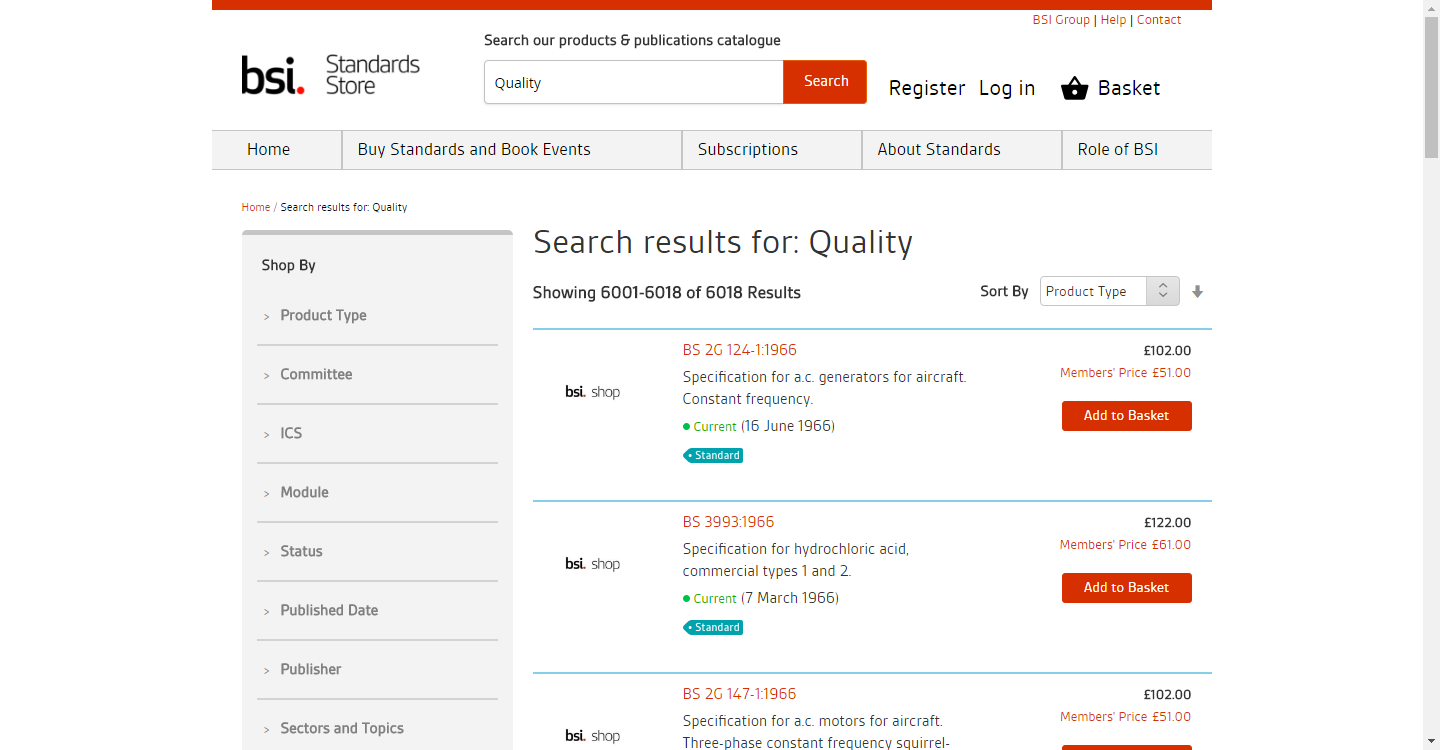 BSI Group | Help | Contact
Search our products & publications catalogue
bsi. Standards Store
Quality
Search
Register
Log in
Basket
Home
Buy Standards and Book Events
Subscriptions
About Standards
Role of BSI
Home / Search results for: Quality
Shop By
> Product Type
> Committee
> ICS
> Module
> Status
> Published Date
> Publisher
> Sectors and Topics
Search results for: Quality
Showing 6001-6018 of 6018 Results
Sort By
Product Type
bsi. shop
BS 2G 124-1:1966
Specification for a.c. generators for aircraft.
Constant frequency.
Current (16 June 1966)
Standard
£102.00
Members' Price £51.00
Add to Basket
bsi. shop
BS 3993:1966
Specification for hydrochloric acid,
commercial types 1 and 2.
Current (7 March 1966)
Standard
£122.00
Members' Price £61.00
Add to Basket
bsi. shop
BS 2G 147-1:1966
Specification for a.c. motors for aircraft.
Three-phase constant frequency squirrel-
£102.00
Members' Price £51.00